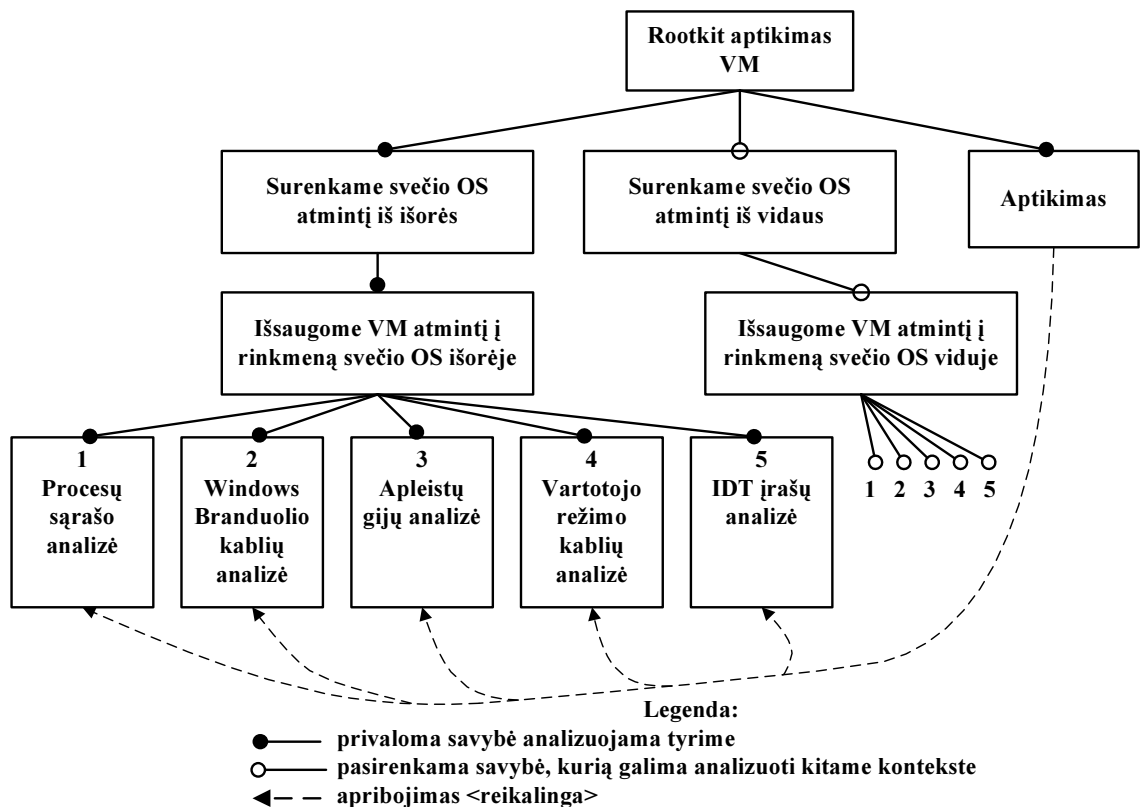 Rootkit aptikimas
VM
Surenkame svečio OS
atmintį iš išorės
Surenkame svečio OS
atmintį iš vidaus
Aptikimas
Išsaugome VM atmintį į
rinkmeną svečio OS išorėje
Išsaugome VM atmintį į
rinkmeną svečio OS viduje
1
Procesų
sąrašo
analizė
2
Windows
Branduolio
kablių
analizė
3
Apleistų
gijų analizė
4
Vartotojo
režimo
kablių
analizė
5
IDT įrašų
analizė
1 2 3 4 5
Legenda:
privaloma savybė analizuojama tyrime
pasirenkama savybė, kurią galima analizuoti kitame kontekste
apribojimas <reikalinga>